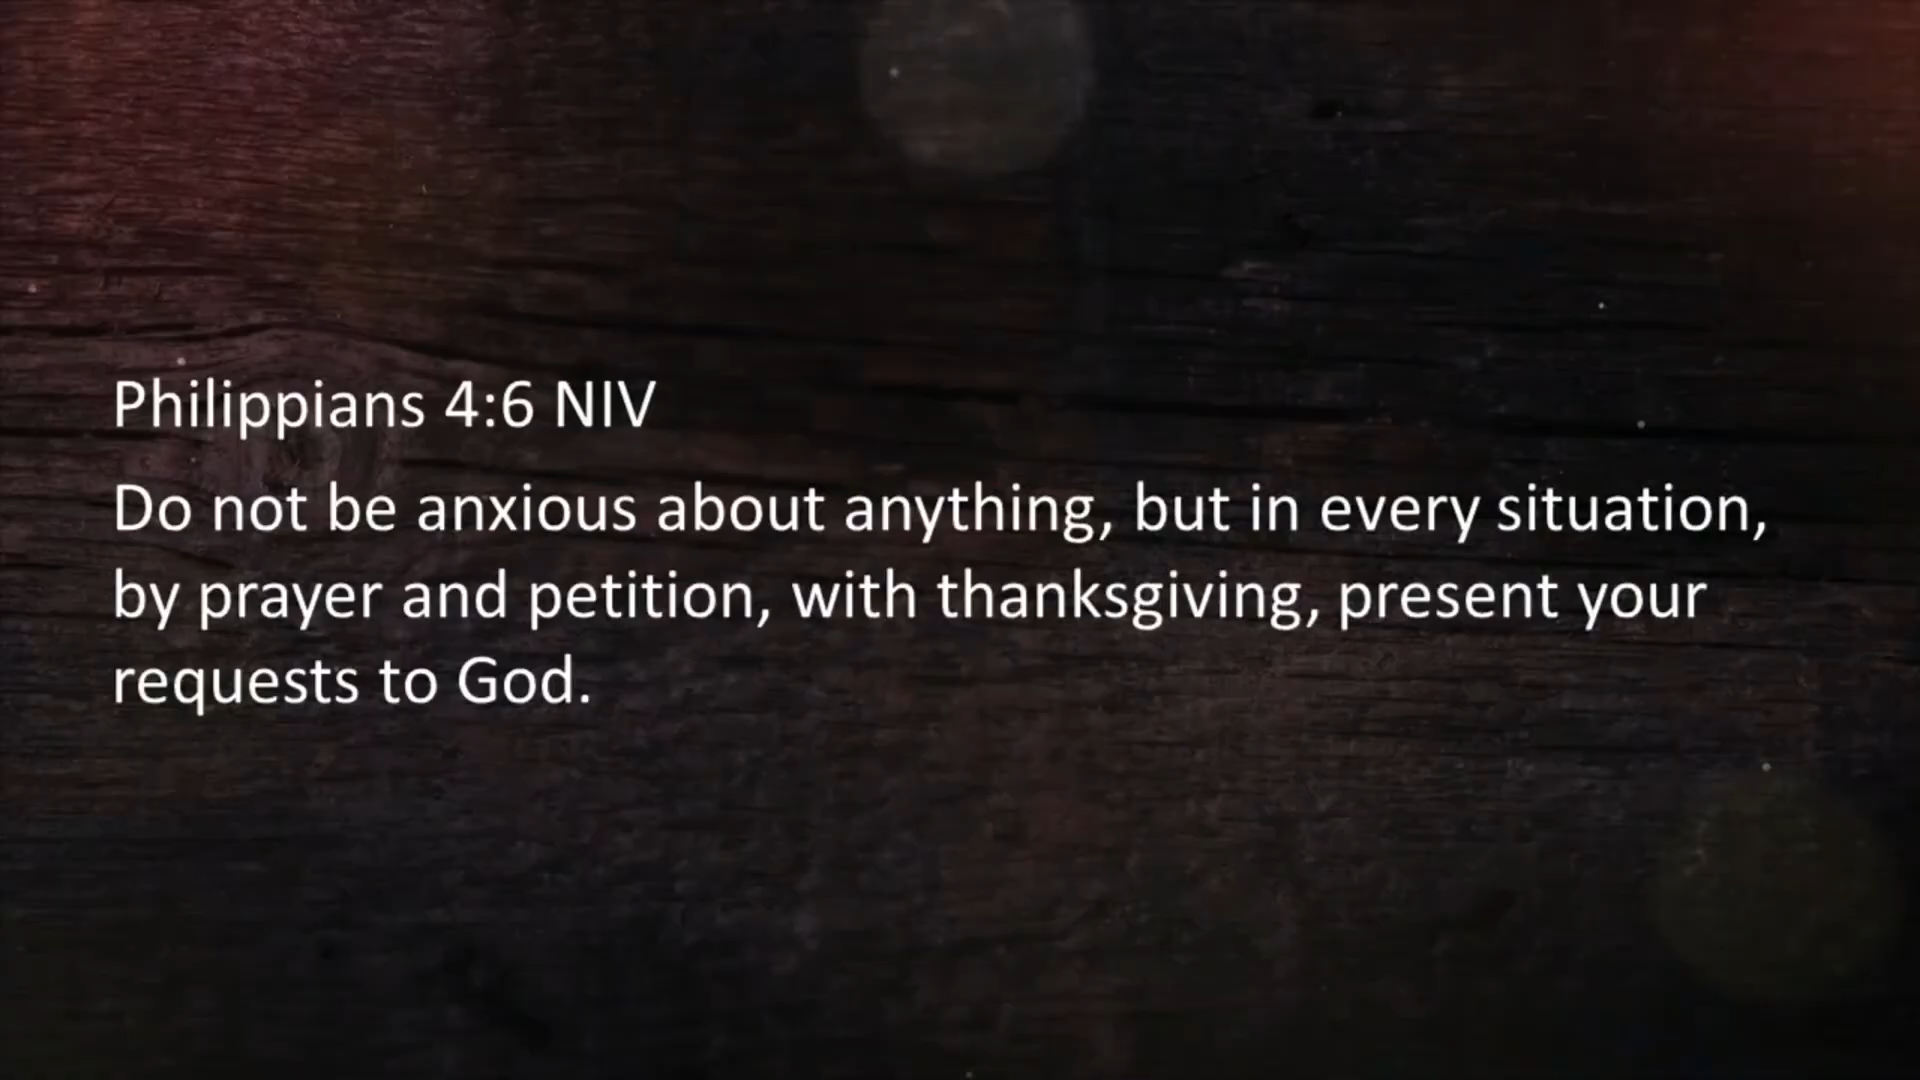 Philippians 4:6 NIV
Do not be anxious about anything, but in every situation,
by prayer and petition, with thanksgiving, present your
requests to God.